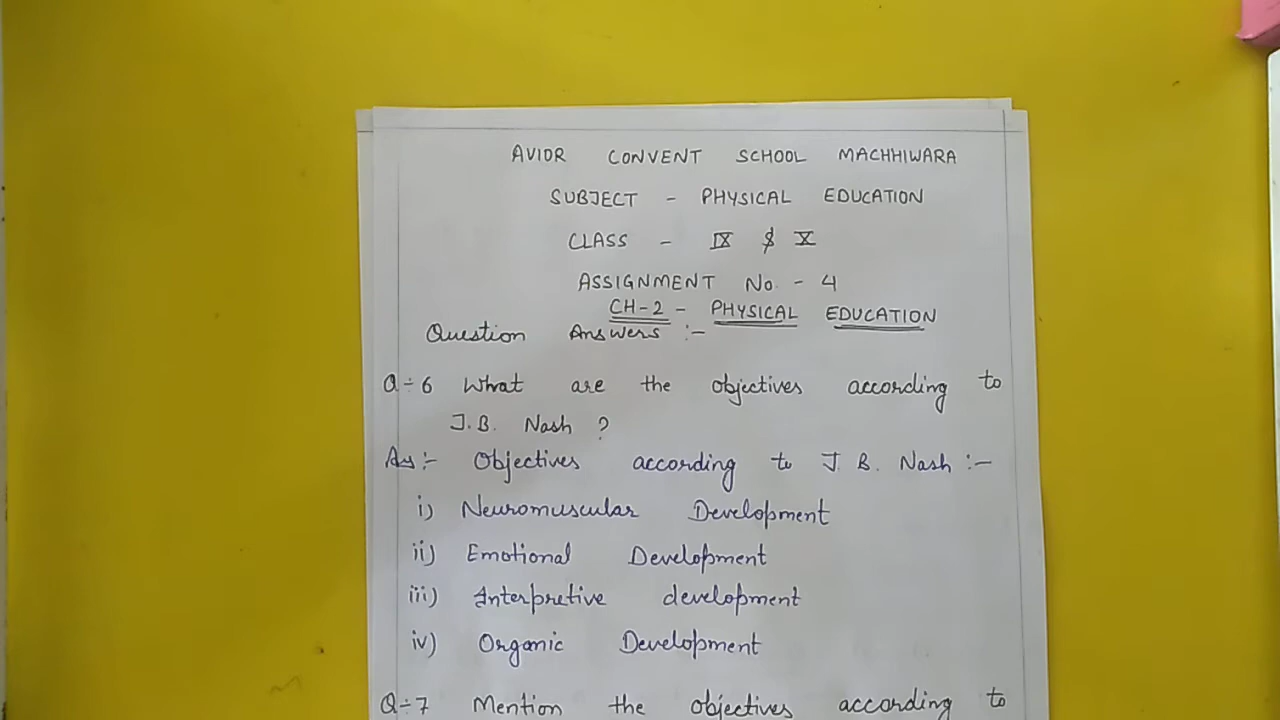 AVIOR CONVENT SCHOOL MACHHIWARA
SUBJECT - PHYSICAL EDUCATION
CLASS - IX & X
ASSIGNMENT No. - 4
CH-2 - PHYSICAL EDUCATION
Question Answers :-
Q÷6 What are the objectives according to
J.B. Nash ?
Ans :- Objectives according to J. B. Nash :-
i) Neuromuscular Development
ii) Emotional Development
iii) Interpretive development
iv) Organic Development
Q÷7 Mention the objectives according to